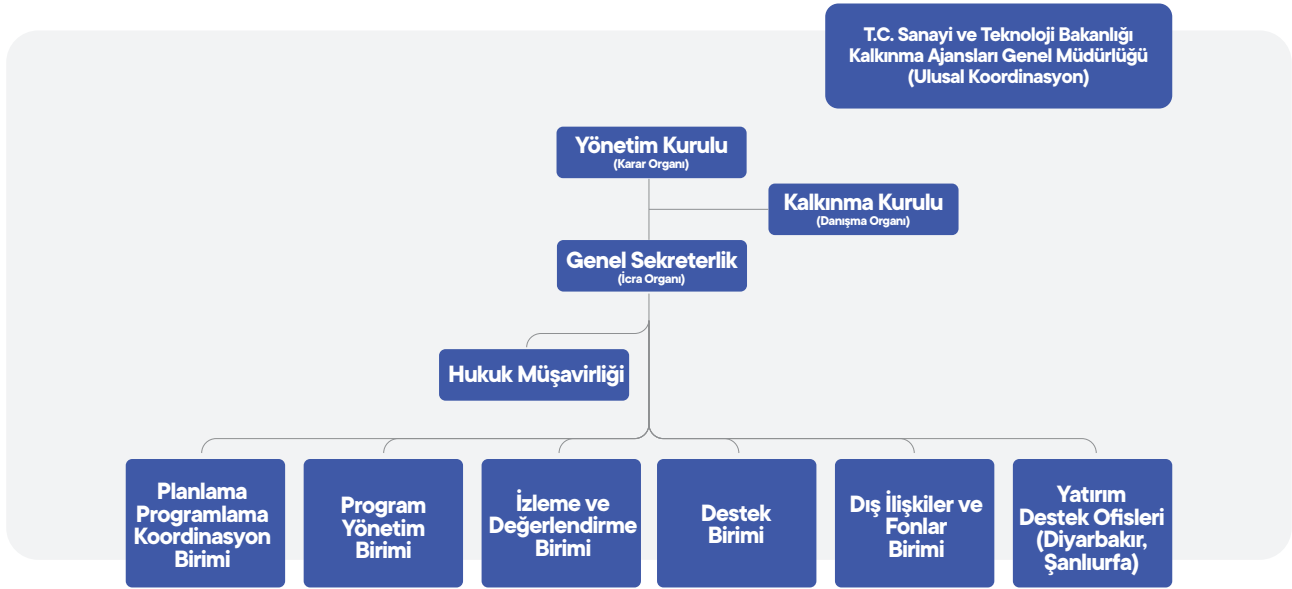 T.C. Sanayi ve Teknoloji Bakanlığı
Kalkınma Ajansları Genel Müdürlüğü
(Ulusal Koordinasyon)
Yönetim Kurulu
(Karar Organı)
Kalkınma Kurulu
(Danışma Organı)
Genel Sekreterlik
(İcra Organı)
Hukuk Müşavirliği
Planlama
Programlama
Koordinasyon
Birimi
Program
Yönetim
Birimi
İzleme ve
Değerlendirme
Birimi
Destek
Birimi
Dış İlişkiler ve
Fonlar
Birimi
Yatırım
Destek Ofisleri
(Diyarbakır,
Şanlıurfa)